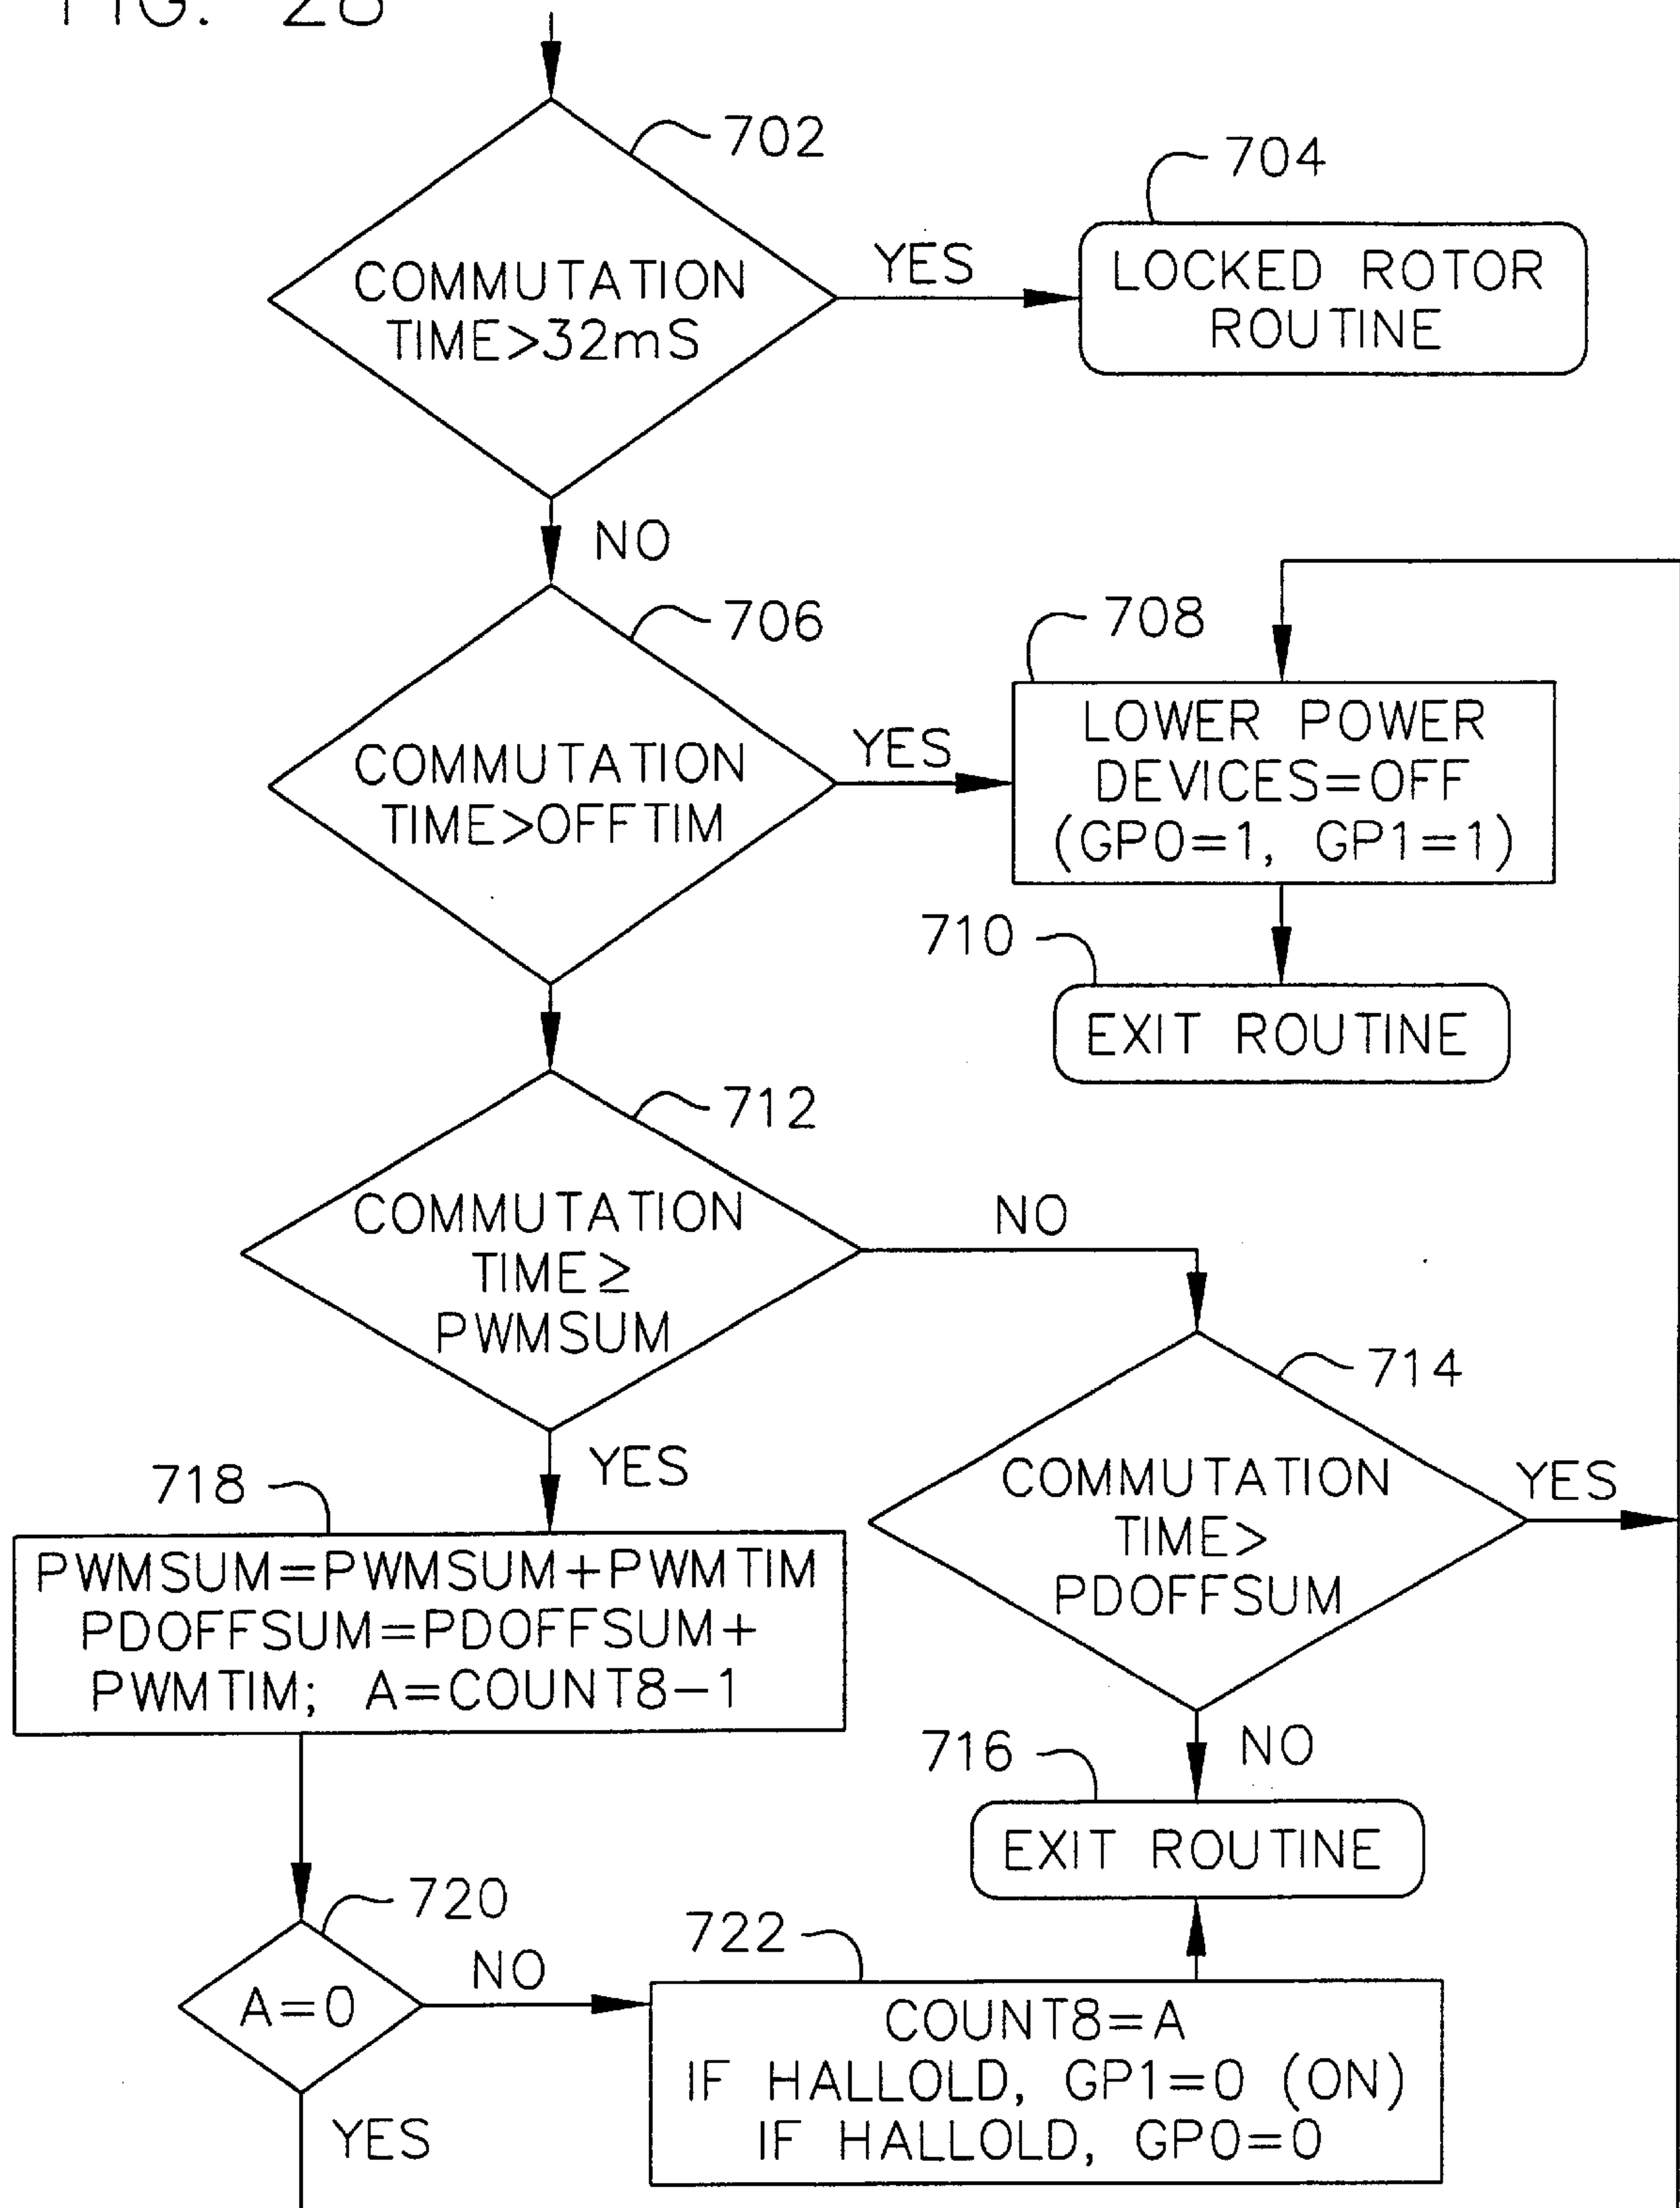 FIG. 28
702
704
COMMUTATION
TIME>32mS
YES
LOCKED ROTOR
ROUTINE
NO
706
708
COMMUTATION
TIME>OFFTIM
YES
LOWER POWER
DEVICES=OFF
(GP0=1, GP1=1)
710
EXIT ROUTINE
712
COMMUTATION
TIME≥
PWMSUM
NO
714
COMMUTATION
TIME>
PDOFFSUM
YES
YES
718
PWMSUM=PWMSUM+PWMTIM
PDOFFSUM=PDOFFSUM+
PWMTIM; A=COUNT8-1
NO
716
EXIT ROUTINE
720
A=0
NO
722
COUNT8=A
IF HALLOLD, GP1=0 (ON)
IF HALLOLD, GP0=0
YES